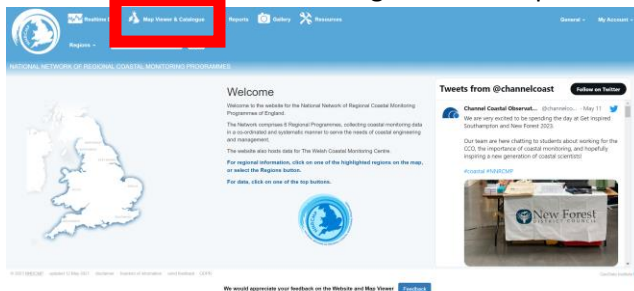 Realtime
Map Viewer & Catalogue
Reports
Gallery
Resources
General
My Account
Regions
NATIONAL NETWORK OF REGIONAL COASTAL MONITORING PROGRAMMES
Welcome
Welcome to the website for the National Network of Regional Coastal Monitoring
Programmes of England.
The Network comprises 6 Regional Programmes, collecting coastal monitoring data
in a co-ordinated and systematic manner to serve the needs of coastal engineering
and management.
The website also hosts data for The Welsh Coastal Monitoring Centre.
For regional information, click on one of the highlighted regions on the map,
or select the Regions button.
For data, click on one of the top buttons.
Tweets from @channelcoast
Follow on Twitter
Channel Coastal Observat... @channelco... · May 11
We are very excited to be spending the day at Get Inspired
Southampton and New Forest 2023.
Our team are here chatting to students about working for the
CCO, the importance of coastal monitoring, and hopefully
inspiring a new generation of coastal scientists!
#coastal #NNRCMP
New Forest
DISTRICT COUNCIL
We would appreciate your feedback on the Website and Map Viewer
Feedback